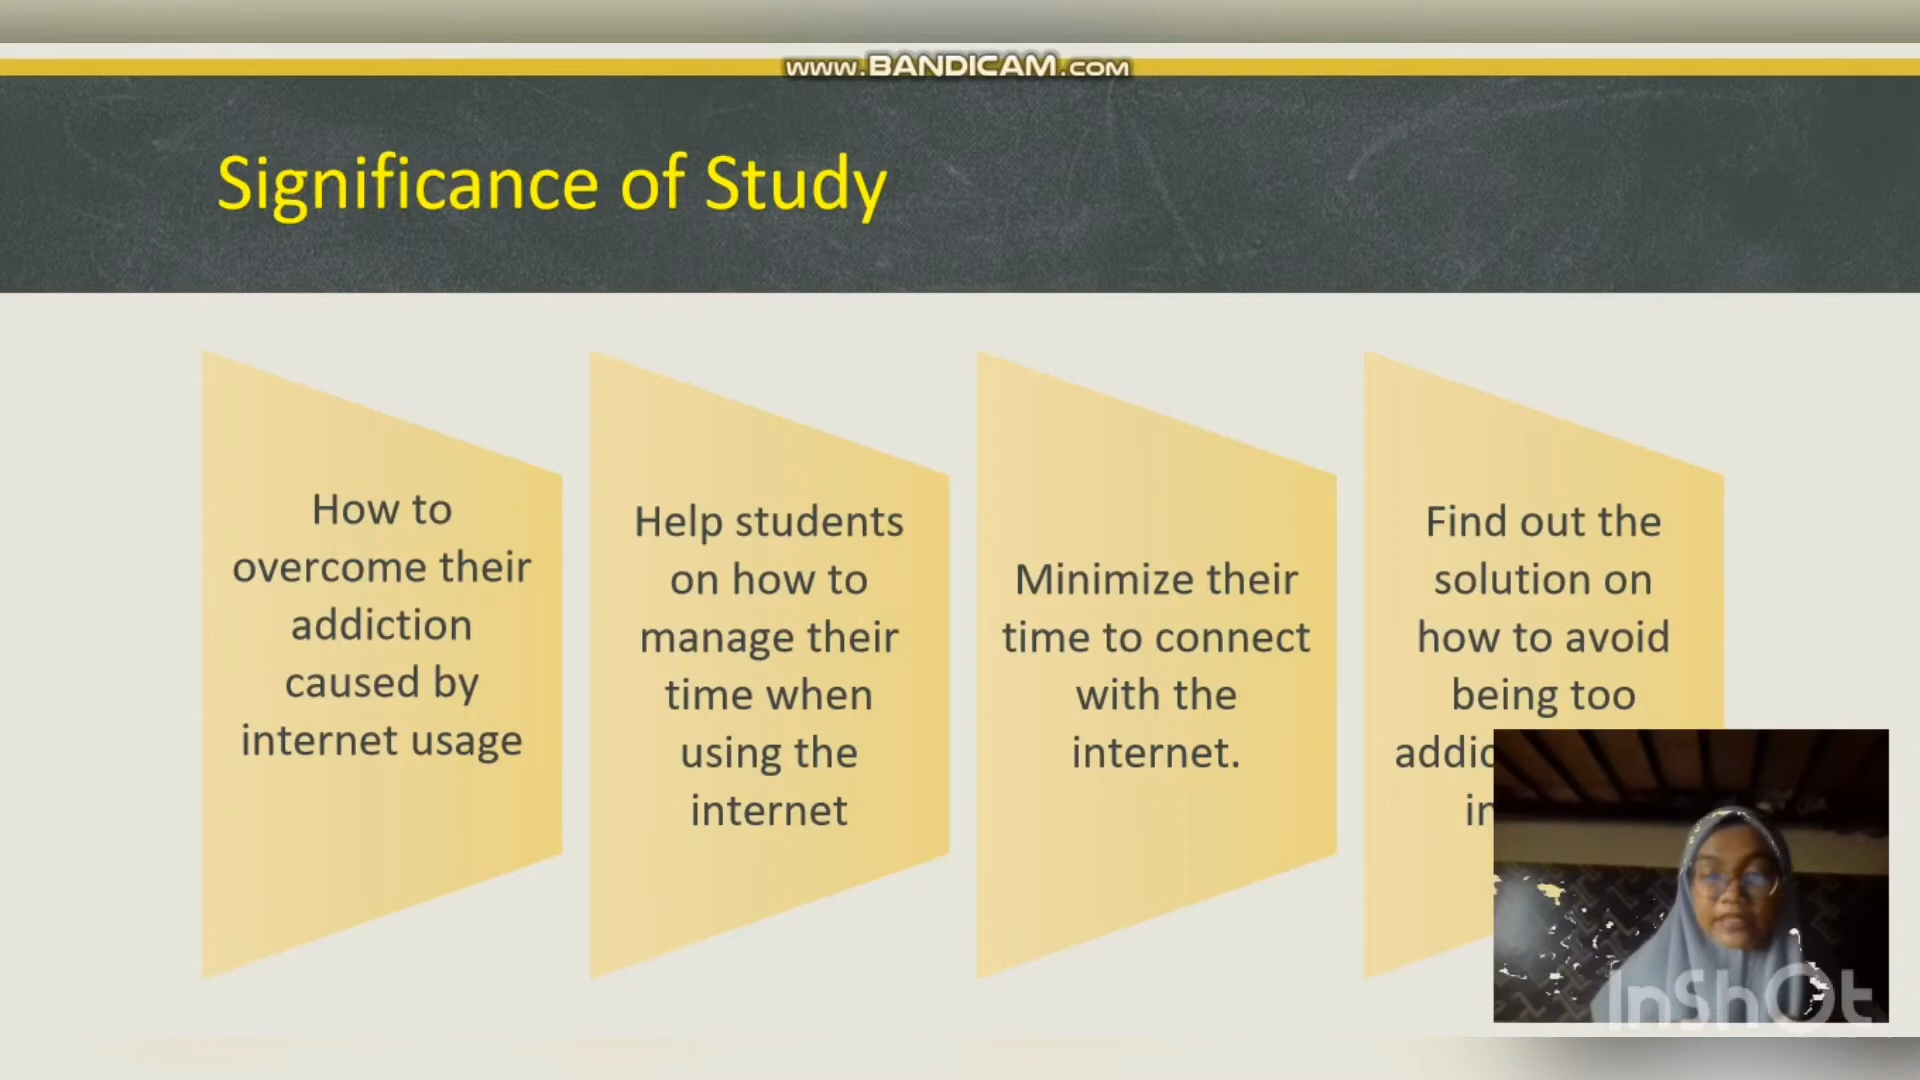 www.BANDICAM.com
Significance of Study
How to
overcome their
addiction
caused by
internet usage
Help students
on how to
manage their
time when
using the
internet
Minimize their
time to connect
with the
internet.
Find out the
solution on
how to avoid
being too
InShOt